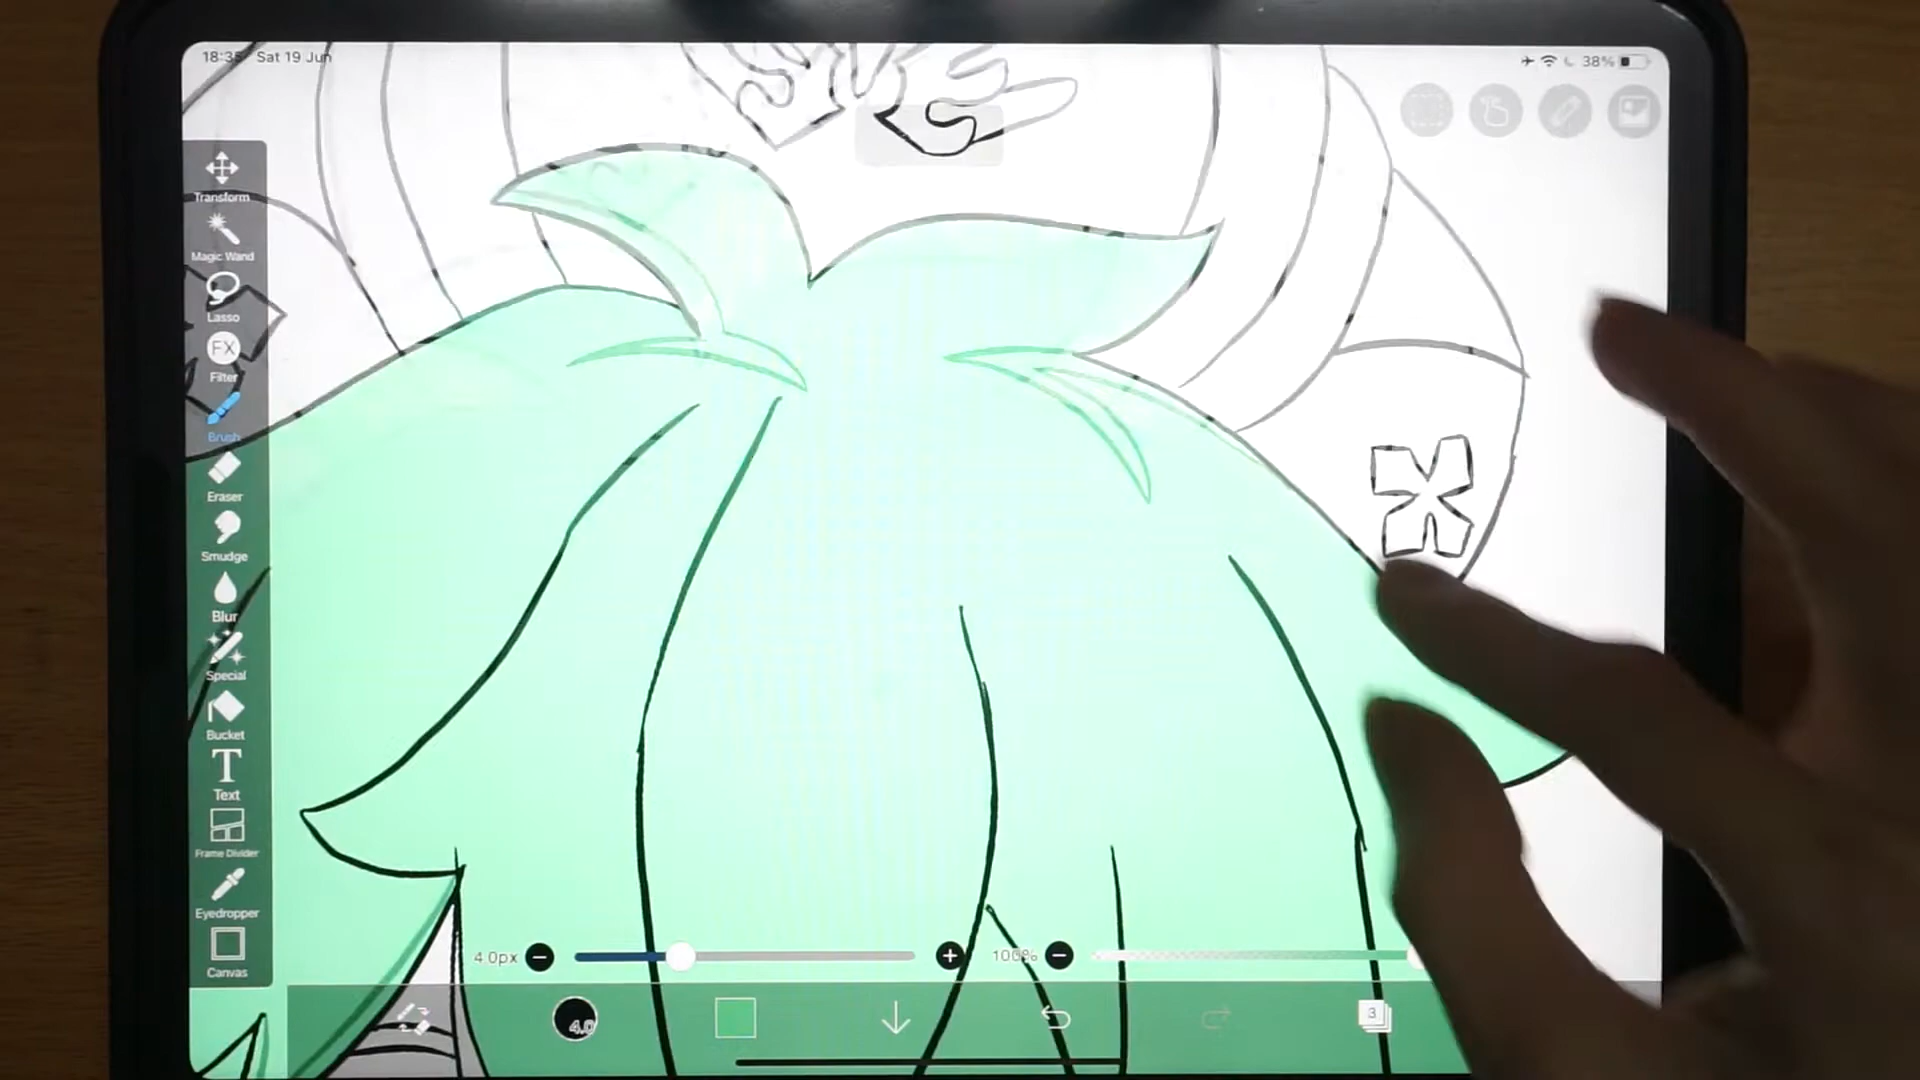 18:35 Sat 19 Jun
38%
Transform
Magic Wand
Lasso
FX
Filter
Brush
Eraser
Smudge
Blur
Special
Bucket
T
Text
Frame Divider
Eyedropper
Canvas
4.0px
100%
4.0
3